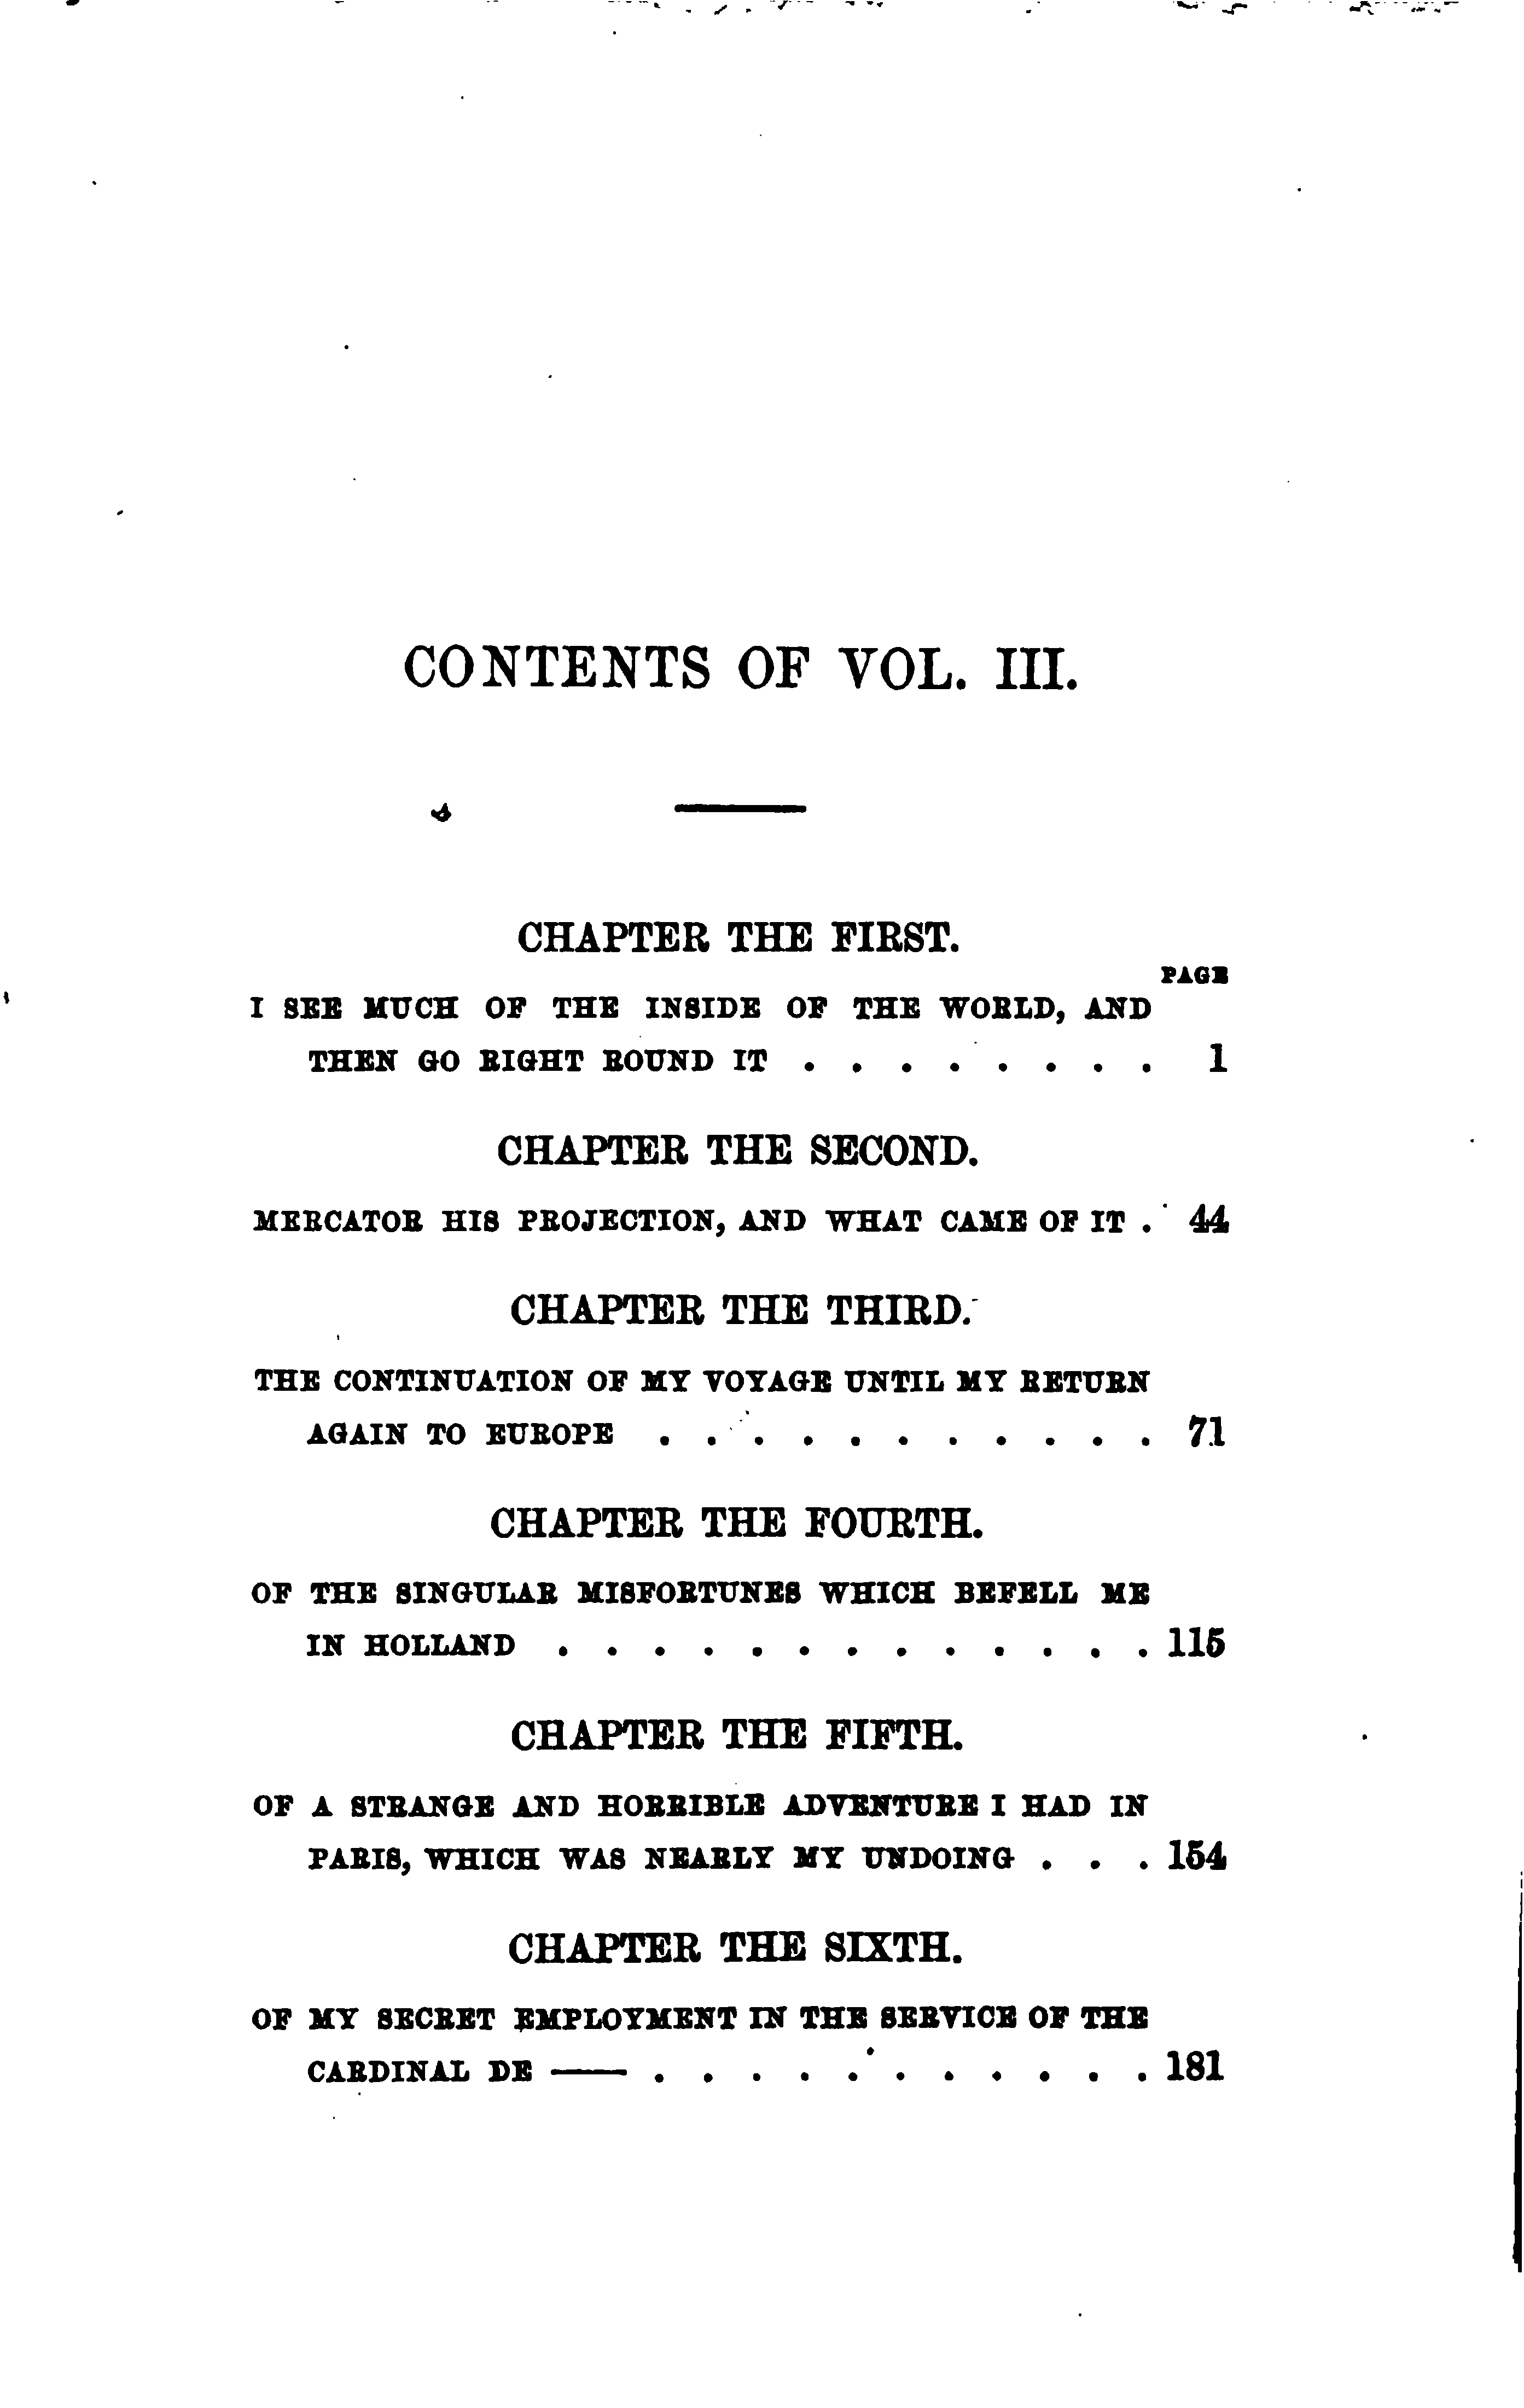 CONTENTS OF VOL. III.
CHAPTER THE FIRST.
PAGE
I SEE MUCH OF THE INSIDE OF THE WORLD, AND
THEN GO RIGHT ROUND IT . . . . . . . . 1
CHAPTER THE SECOND.
MERCATOR HIS PROJECTION, AND WHAT CAME OF IT . 44
CHAPTER THE THIRD.
THE CONTINUATION OF MY VOYAGE UNTIL MY RETURN
AGAIN TO EUROPE . . . . . . . . . . . 71
CHAPTER THE FOURTH.
OF THE SINGULAR MISFORTUNES WHICH BEFELL ME
IN HOLLAND . . . . . . . . . . . . . 115
CHAPTER THE FIFTH.
OF A STRANGE AND HORRIBLE ADVENTURE I HAD IN
PARIS, WHICH WAS NEARLY MY UNDOING . . . 154
CHAPTER THE SIXTH.
OF MY SECRET EMPLOYMENT IN THE SERVICE OF THE
CARDINAL DE —— . . . . . . . . . . . 181